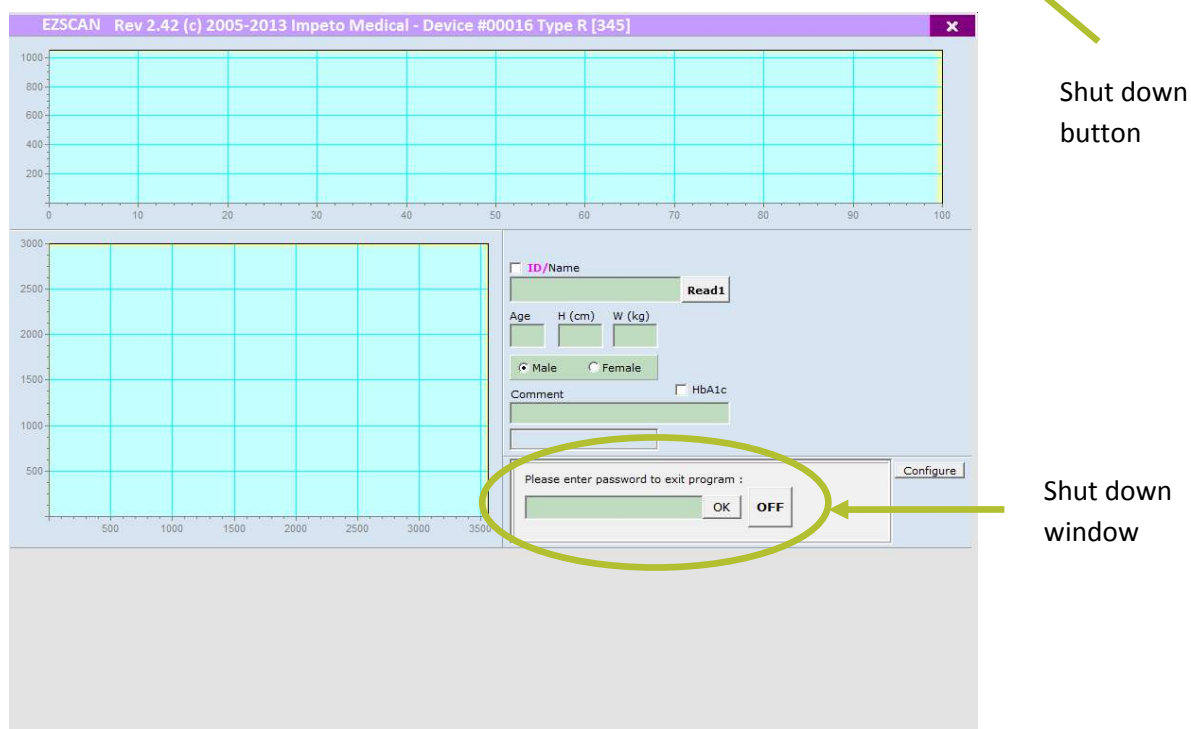 EZSCAN Rev 2.42 (c) 2005-2013 Impeto Medical - Device #00016 Type R [345]
Shut down
button
1000
800
600
400
200
0 10 20 30 40 50 60 70 80 90 100
3000
2500
2000
1500
1000
500
500 1000 1500 2000 2500 3000 3500
ID/Name
Read1
Age H (cm) W (kg)
Male Female
Comment HbA1c
Please enter password to exit program :
OK OFF
Configure
Shut down
window